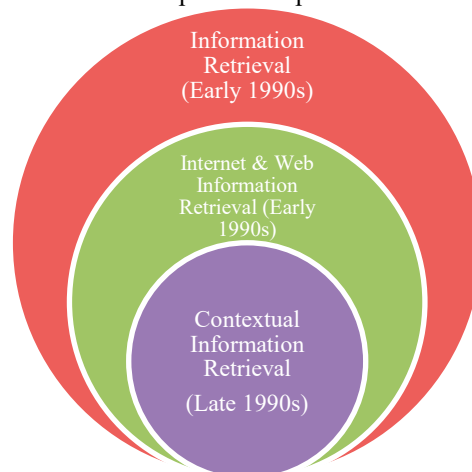 Information
Retrieval
(Early 1990s)
Internet & Web
Information
Retrieval (Early
1990s)
Contextual
Information
Retrieval
(Late 1990s)